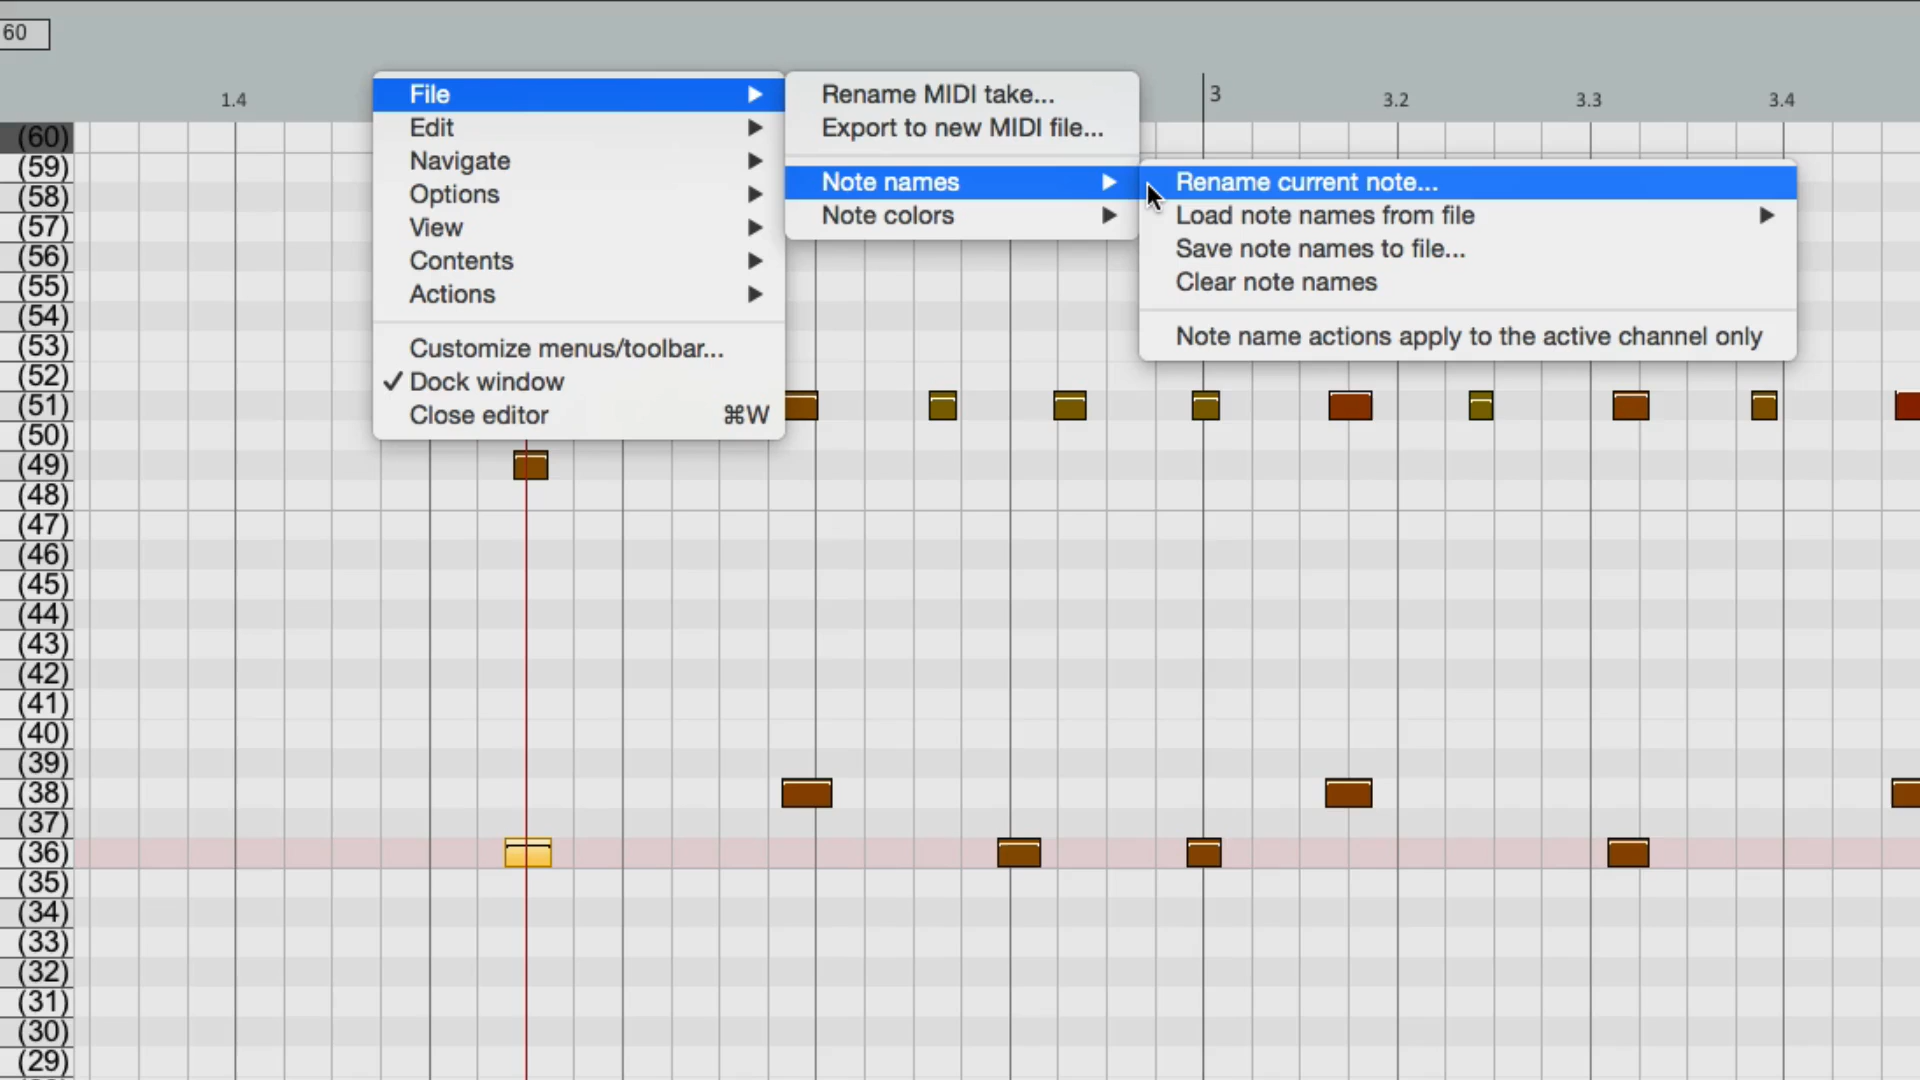 60
1.4
3
3.2
3.3
3.4
File
Edit
Navigate
Options
View
Contents
Actions
Customize menus/toolbar...
✓ Dock window
Close editor ⌘W
Rename MIDI take...
Export to new MIDI file...
Note names
Note colors
Rename current note...
Load note names from file
Save note names to file...
Clear note names
Note name actions apply to the active channel only
(60)
(59)
(58)
(57)
(56)
(55)
(54)
(53)
(52)
(51)
(50)
(49)
(48)
(47)
(46)
(45)
(44)
(43)
(42)
(41)
(40)
(39)
(38)
(37)
(36)
(35)
(34)
(33)
(32)
(31)
(30)
(29)